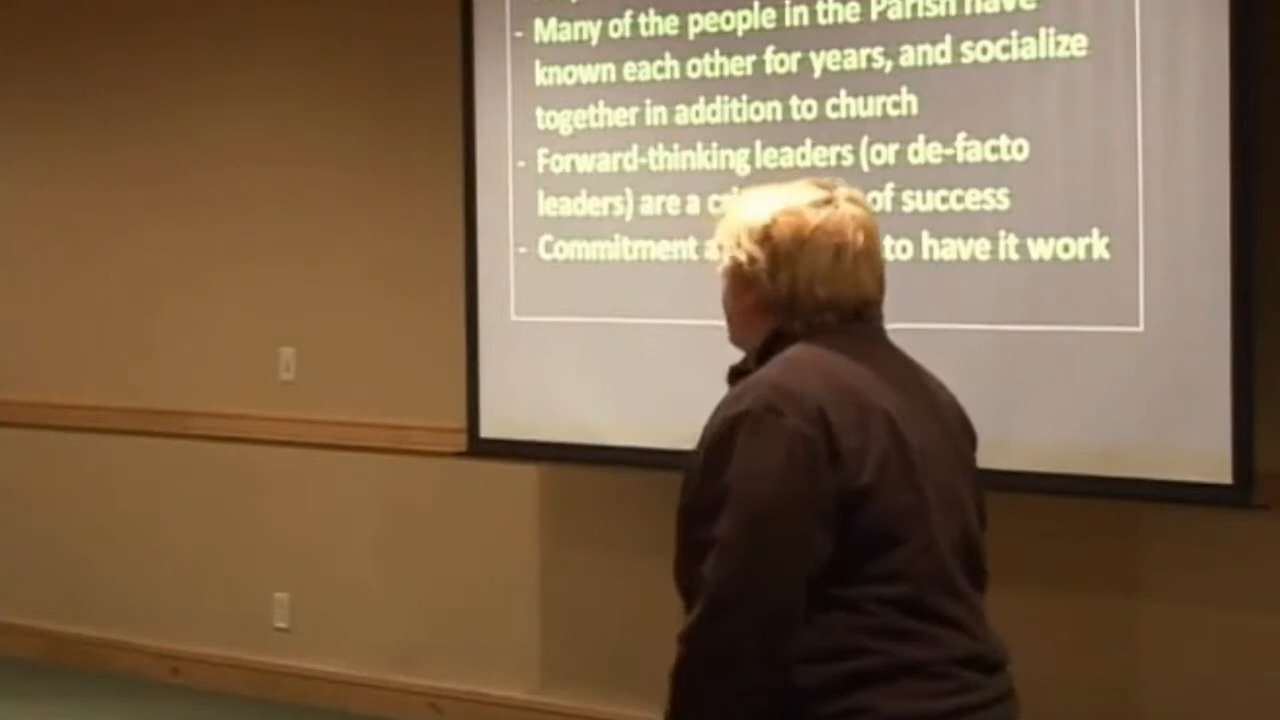 - Many of the people in the Parish have
known each other for years, and socialize
together in addition to church
- Forward-thinking leaders (or de-facto
leaders) are a of success
- Commitment to have it work